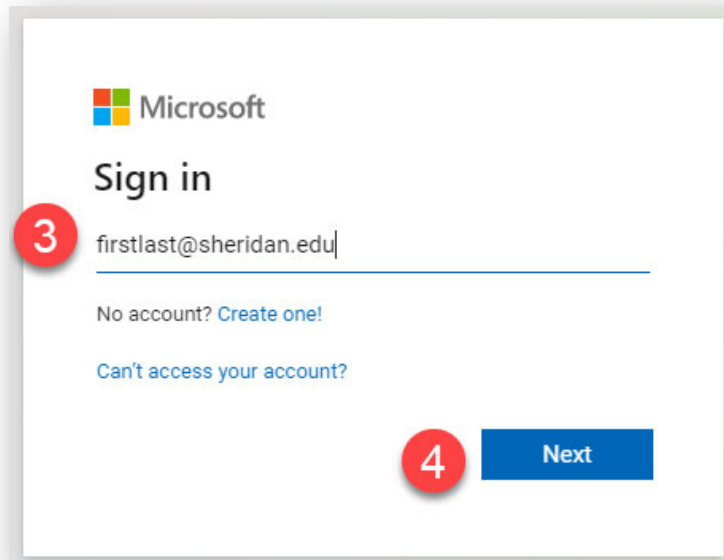 Microsoft
Sign in
3
firstlast@sheridan.edu
No account? Create one!
Can't access your account?
4
Next